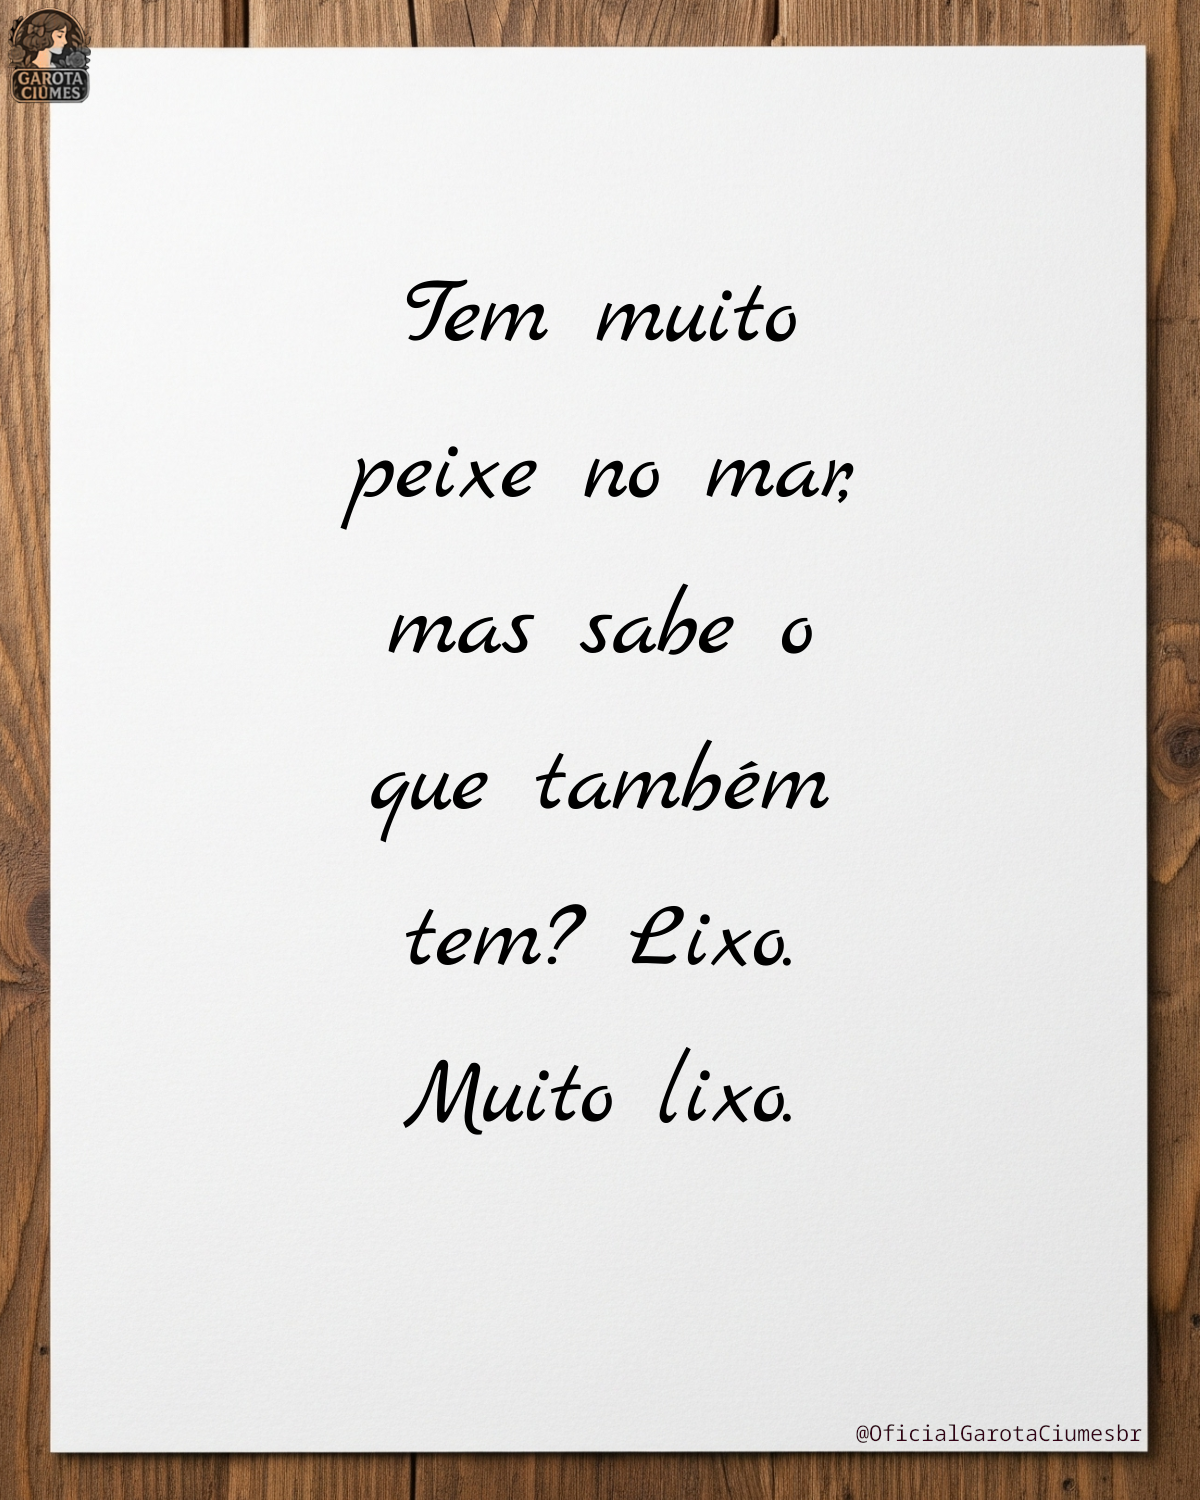 GAROTA
CIÚMES
Tem muito
peixe no mar,
mas sabe o
que também
tem? Lixo.
Muito lixo.
@OficialGarotaCiumesbr